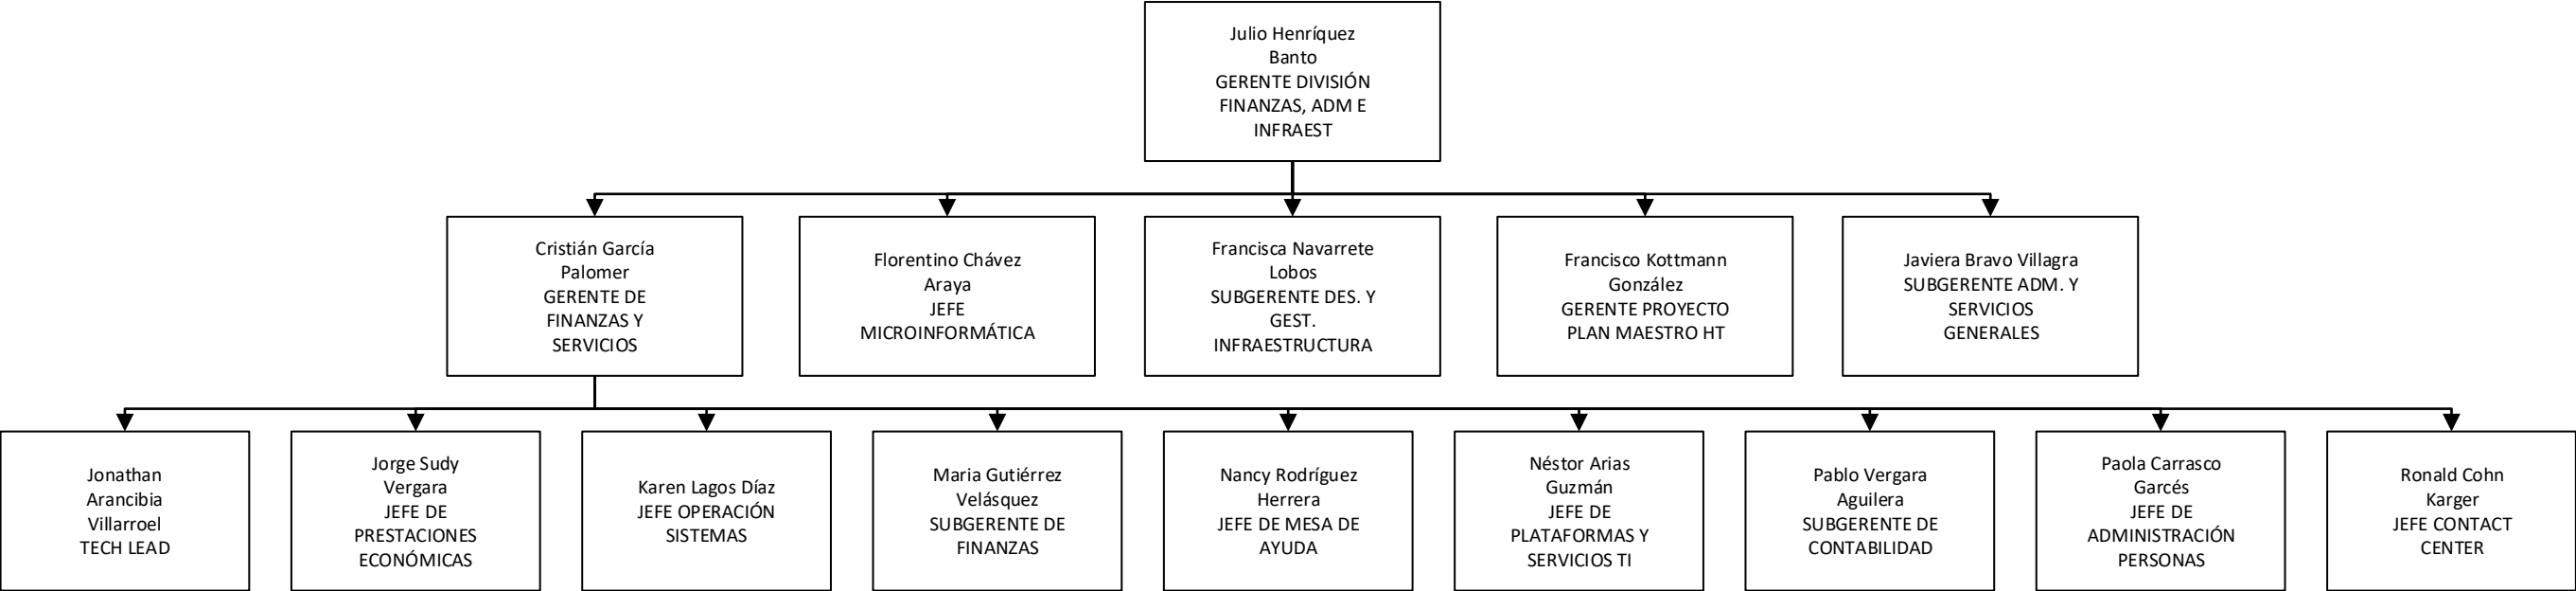 Julio Henríquez
Banto
GERENTE DIVISIÓN
FINANZAS, ADM E
INFRAEST
Cristián García
Palomer
GERENTE DE
FINANZAS Y
SERVICIOS
Florentino Chávez
Araya
JEFE
MICROINFORMÁTICA
Francisca Navarrete
Lobos
SUBGERENTE DES. Y
GEST.
INFRAESTRUCTURA
Francisco Kottmann
González
GERENTE PROYECTO
PLAN MAESTRO HT
Javiera Bravo Villagra
SUBGERENTE ADM. Y
SERVICIOS
GENERALES
Jonathan
Arancibia
Villarroel
TECH LEAD
Jorge Sudy
Vergara
JEFE DE
PRESTACIONES
ECONÓMICAS
Karen Lagos Díaz
JEFE OPERACIÓN
SISTEMAS
Maria Gutiérrez
Velásquez
SUBGERENTE DE
FINANZAS
Nancy Rodríguez
Herrera
JEFE DE MESA DE
AYUDA
Néstor Arias
Guzmán
JEFE DE
PLATAFORMAS Y
SERVICIOS TI
Pablo Vergara
Aguilera
SUBGERENTE DE
CONTABILIDAD
Paola Carrasco
Garcés
JEFE DE
ADMINISTRACIÓN
PERSONAS
Ronald Cohn
Karger
JEFE CONTACT
CENTER